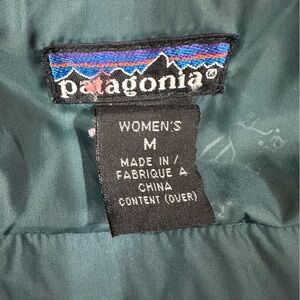 patagonia®
WOMEN'S
M
MADE IN /
FABRIQUE A
CHINA
CONTENT (OVER)